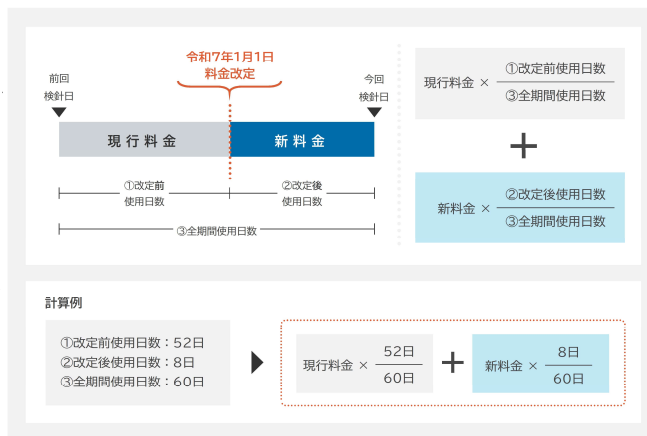 令和7年1月1日
料金改定
前回
検針日
今回
検針日
現行料金
新料金
①改定前
使用日数
②改定後
使用日数
③全期間使用日数
現行料金 × ①改定前使用日数
③全期間使用日数
+
新料金 × ②改定後使用日数
③全期間使用日数
計算例
①改定前使用日数：52日
②改定後使用日数：8日
③全期間使用日数：60日
現行料金 × 52日
60日
+
新料金 × 8日
60日